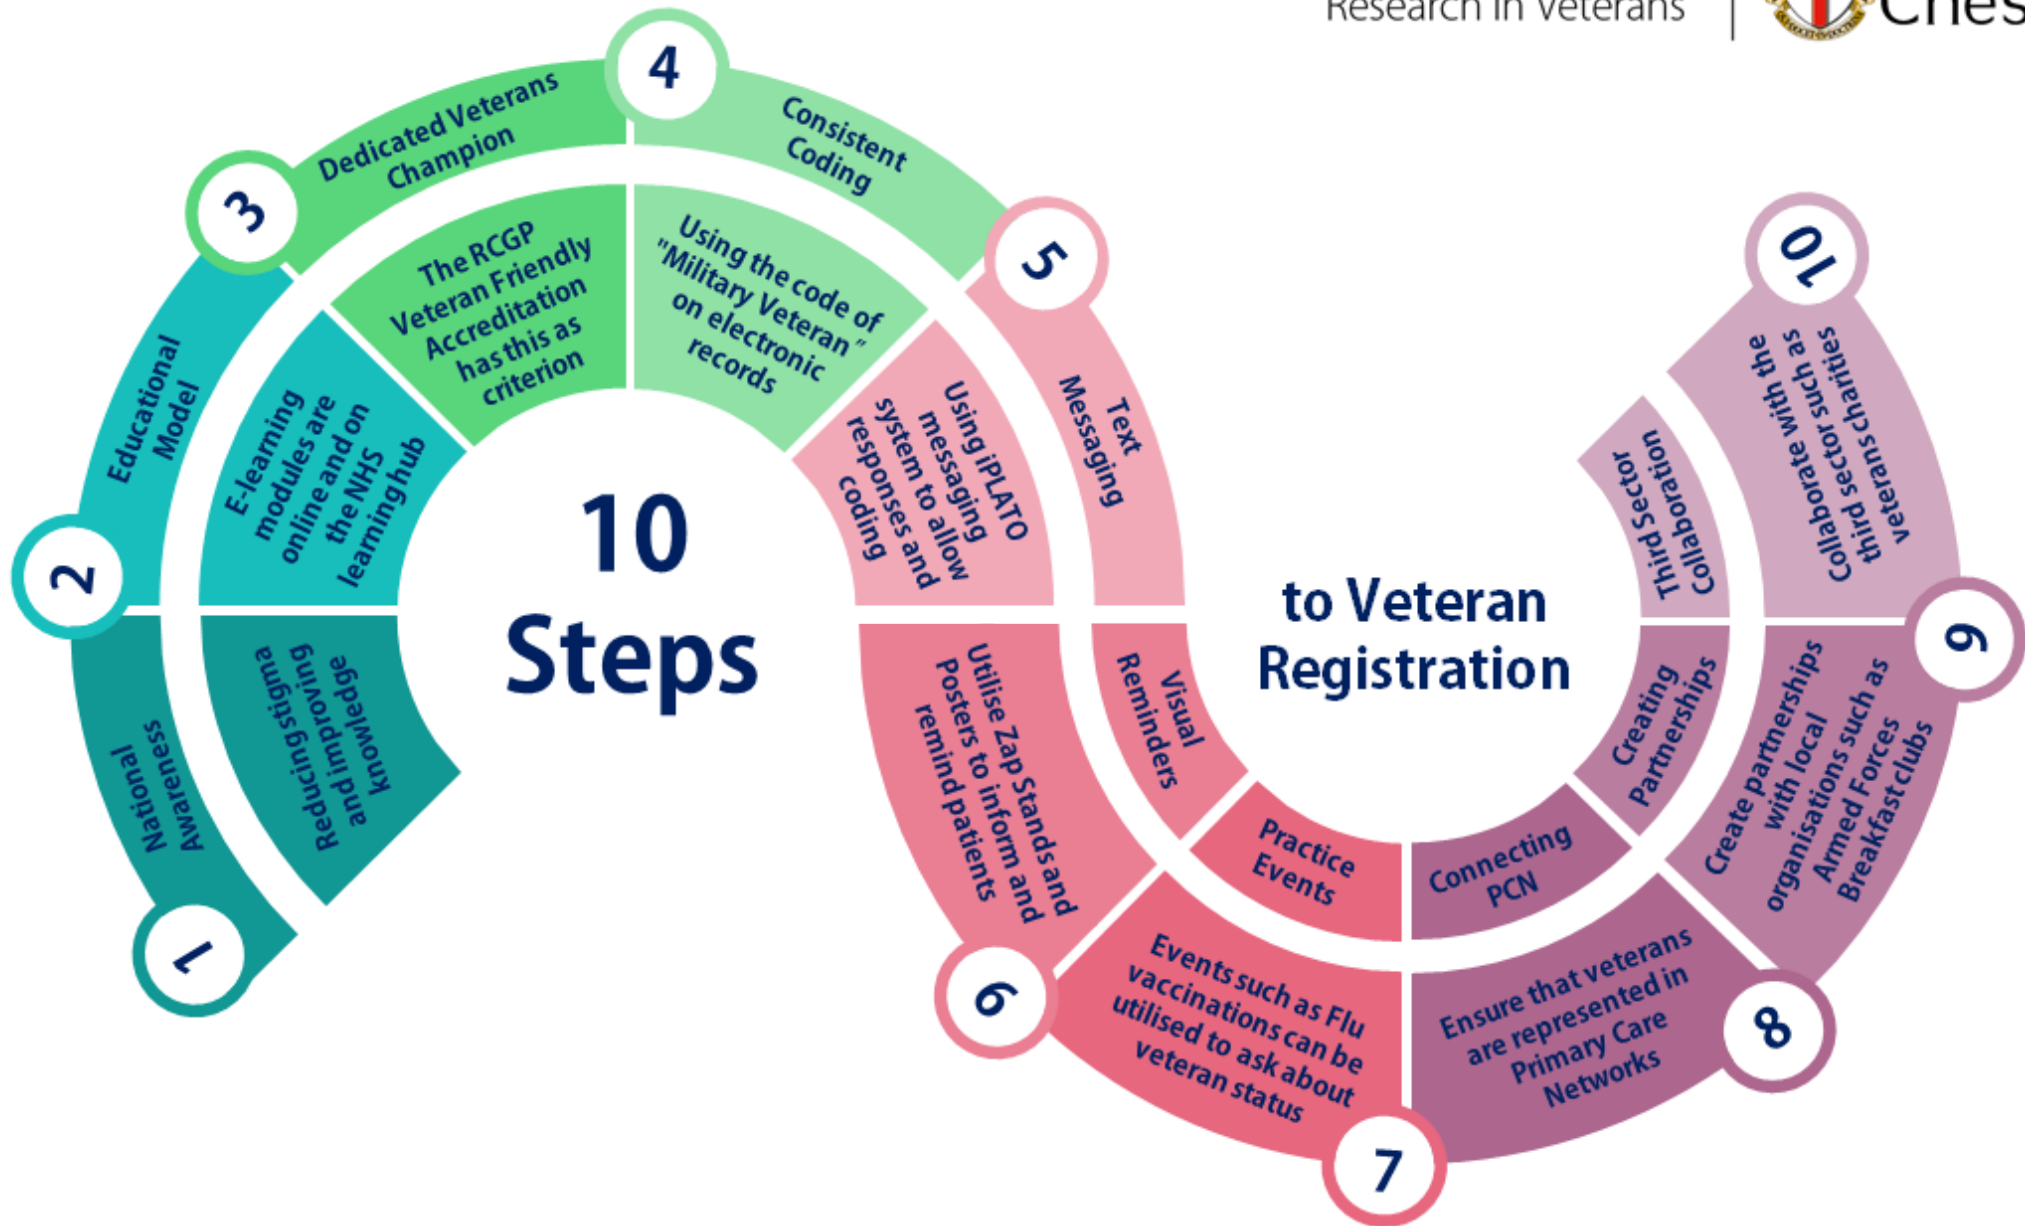 Research in Veterans
10
Steps
to Veteran
Registration
1
National
Awareness
Reducing stigma
and improving
knowledge
2
Educational
Model
E-learning
modules are
online and on
the NHS
learning hub
3
Dedicated Veterans
Champion
The RCGP
Veteran Friendly
Accreditation
has this as
criterion
4
Consistent
Coding
Using the code of
"Military Veteran"
on electronic
records
5
Text
Messaging
Using iPLATO
messaging
system to allow
responses and
coding
6
Visual
Reminders
Utilise Zap Stands and
Posters to inform and
remind patients
7
Practice
Events
Events such as Flu
vaccinations can be
utilised to ask about
veteran status
8
Connecting
PCN
Ensure that veterans
are represented in
Primary Care
Networks
9
Creating
Partnerships
Create partnerships
with local
organisations such as
Armed Forces
Breakfast clubs
10
Third Sector
Collaboration
Collaborate with the
third sector such as
veterans charities